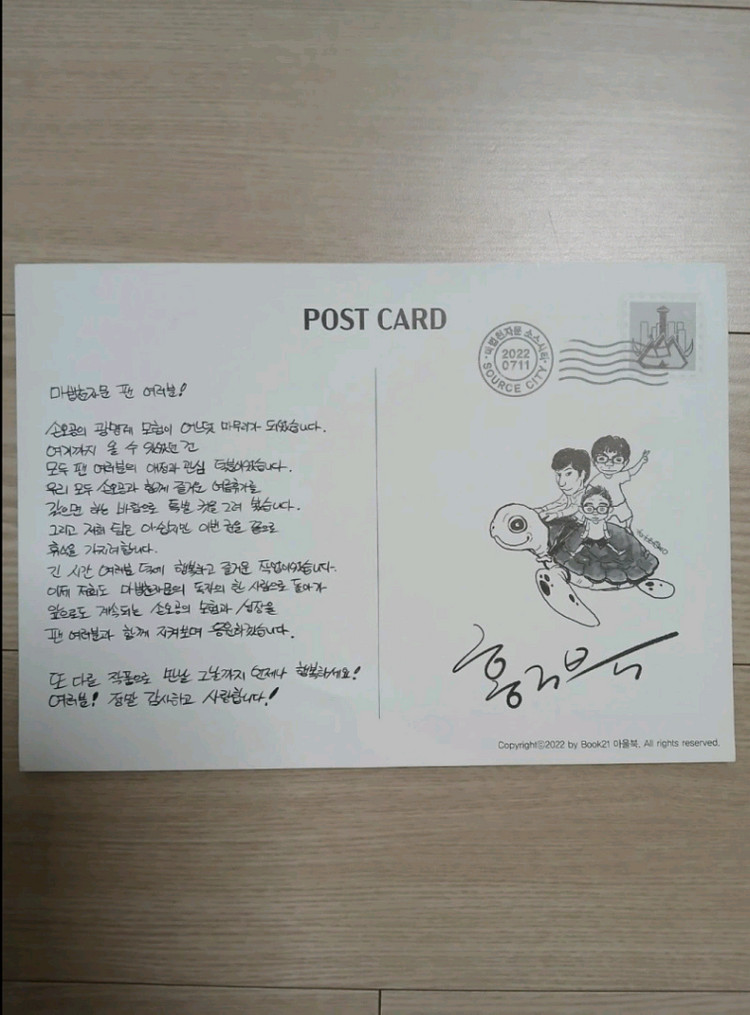 POST CARD
마법천자문 소스시티
2022
0711
SOURCE CITY
마법천자문 팬 여러분!
손오공의 광명계 모험이 어느덧 마무리가 되었습니다.
여기까지 올 수 있었던 건
모두 팬 여러분의 애정과 관심 덕분이었습니다.
우리 모두 손오공과 함께 즐거운 여름휴가를
갔으면 하는 바람으로 특별 컷을 그려 봤습니다.
그리고 저희 팀은 아쉽지만 이번 권을 끝으로
휴식을 가지려합니다.
긴 시간 여러분 덕에 행복하고 즐거운 작업이었습니다.
이제 저희도 마법천자문의 독자의 한 사람으로 돌아가
앞으로도 계속되는 손오공의 모험과 성장을
팬 여러분과 함께 지켜보며 응원하겠습니다.
또 다른 작품으로 만날 그날까지 언제나 행복하세요!
여러분! 정말 감사하고 사랑합니다!
Copyrightⓒ2022 by Book21 아울북. All rights reserved.